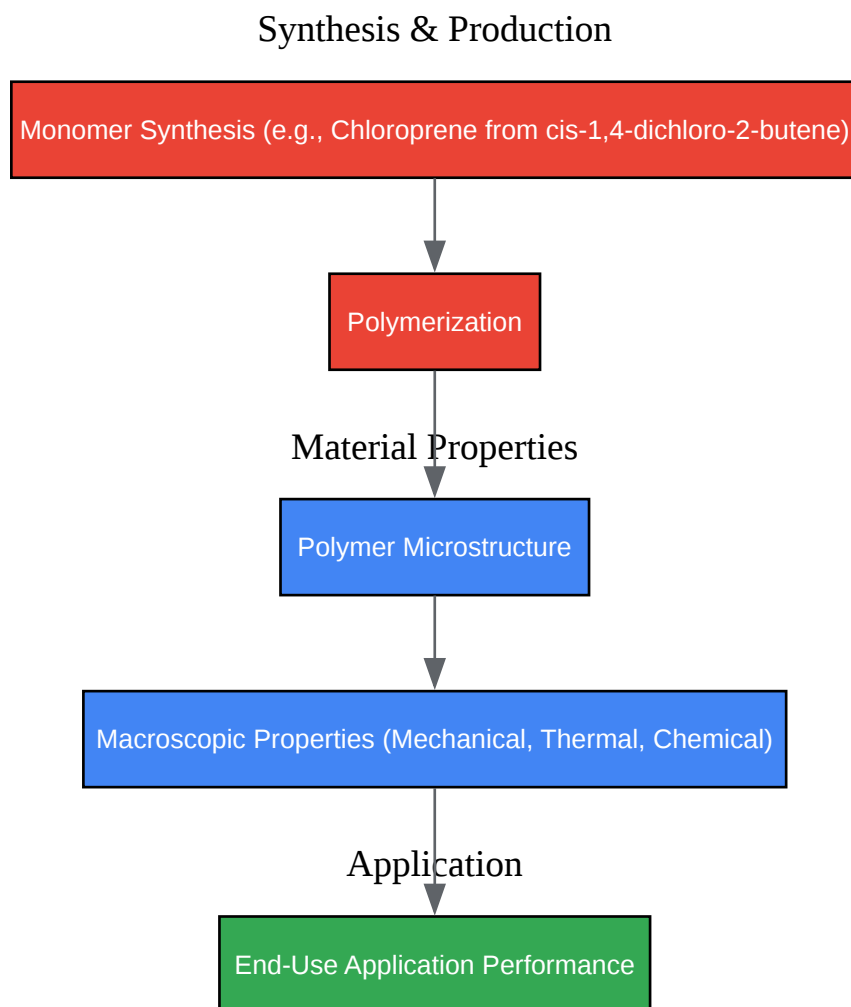 Synthesis & Production
Monomer Synthesis (e.g., Chloroprene from cis-1,4-dichloro-2-butene)
Polymerization
Material Properties
Polymer Microstructure
Macroscopic Properties (Mechanical, Thermal, Chemical)
Application
End-Use Application Performance